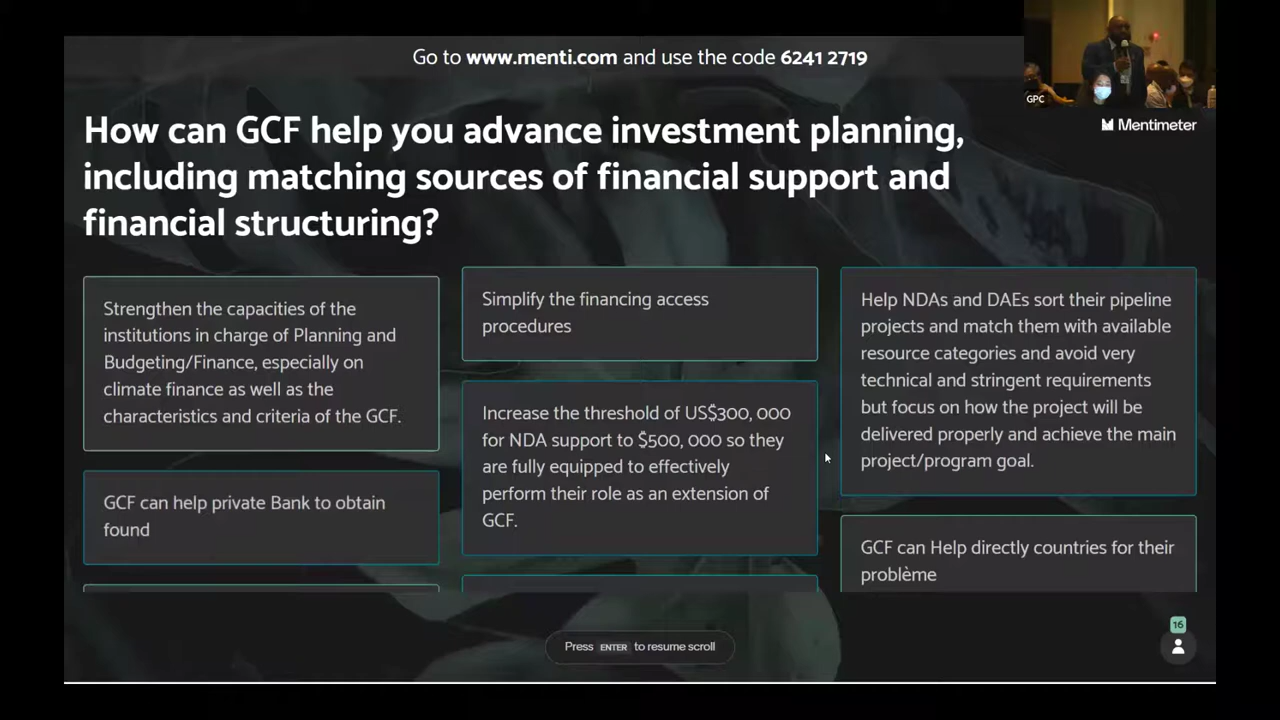 Go to www.menti.com and use the code 6241 2719
GPC
Mentimeter
How can GCF help you advance investment planning,
including matching sources of financial support and
financial structuring?
Strengthen the capacities of the
institutions in charge of Planning and
Budgeting/Finance, especially on
climate finance as well as the
characteristics and criteria of the GCF.
GCF can help private Bank to obtain
found
Simplify the financing access
procedures
Increase the threshold of US$300, 000
for NDA support to $500, 000 so they
are fully equipped to effectively
perform their role as an extension of
GCF.
Help NDAs and DAEs sort their pipeline
projects and match them with available
resource categories and avoid very
technical and stringent requirements
but focus on how the project will be
delivered properly and achieve the main
project/program goal.
GCF can Help directly countries for their
problème
Press ENTER to resume scroll
16